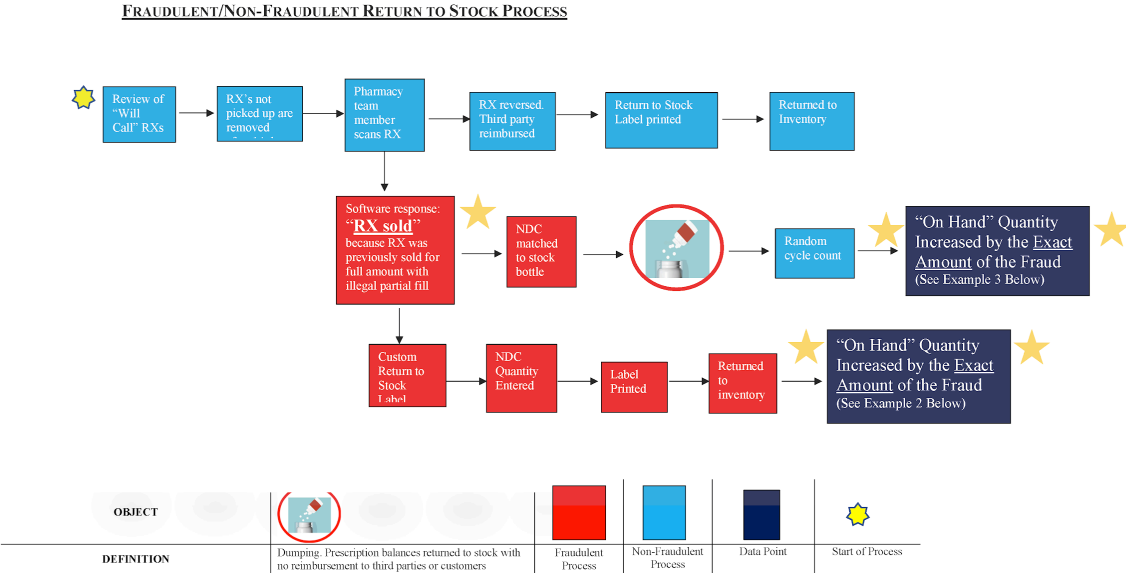 FRAUDULENT/NON-FRAUDULENT RETURN TO STOCK PROCESS
Review of
“Will
Call” RXs
RX’s not
picked up are
removed
Pharmacy
team
member
scans RX
RX reversed.
Third party
reimbursed
Return to Stock
Label printed
Returned to
Inventory
Software response:
“RX sold”
because RX was
previously sold for
full amount with
illegal partial fill
NDC
matched
to stock
bottle
Random
cycle count
“On Hand” Quantity
Increased by the Exact
Amount of the Fraud
(See Example 3 Below)
Custom
Return to
Stock
Label
NDC
Quantity
Entered
Label
Printed
Returned
to
inventory
“On Hand” Quantity
Increased by the Exact
Amount of the Fraud
(See Example 2 Below)
OBJECT
DEFINITION
Dumping. Prescription balances returned to stock with
no reimbursement to third parties or customers
Fraudulent
Process
Non-Fraudulent
Process
Data Point
Start of Process